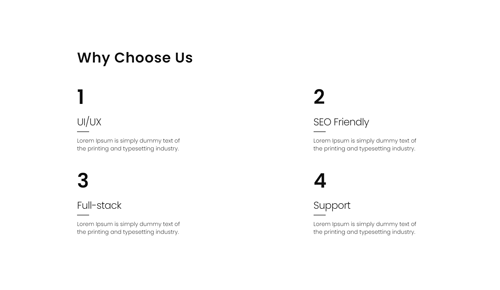 Why Choose Us
1
UI/UX
Lorem Ipsum is simply dummy text of
the printing and typesetting industry.
2
SEO Friendly
Lorem Ipsum is simply dummy text of
the printing and typesetting industry.
3
Full-stack
Lorem Ipsum is simply dummy text of
the printing and typesetting industry.
4
Support
Lorem Ipsum is simply dummy text of
the printing and typesetting industry.